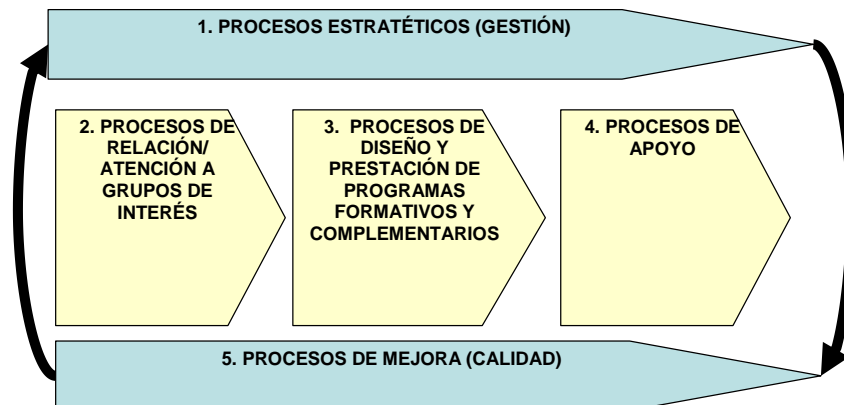 1. PROCESOS ESTRATÉTICOS (GESTIÓN)
2. PROCESOS DE
RELACIÓN/
ATENCIÓN A
GRUPOS DE
INTERÉS
3. PROCESOS DE
DISEÑO Y
PRESTACIÓN DE
PROGRAMAS
FORMATIVOS Y
COMPLEMENTARIOS
4. PROCESOS DE
APOYO
5. PROCESOS DE MEJORA (CALIDAD)